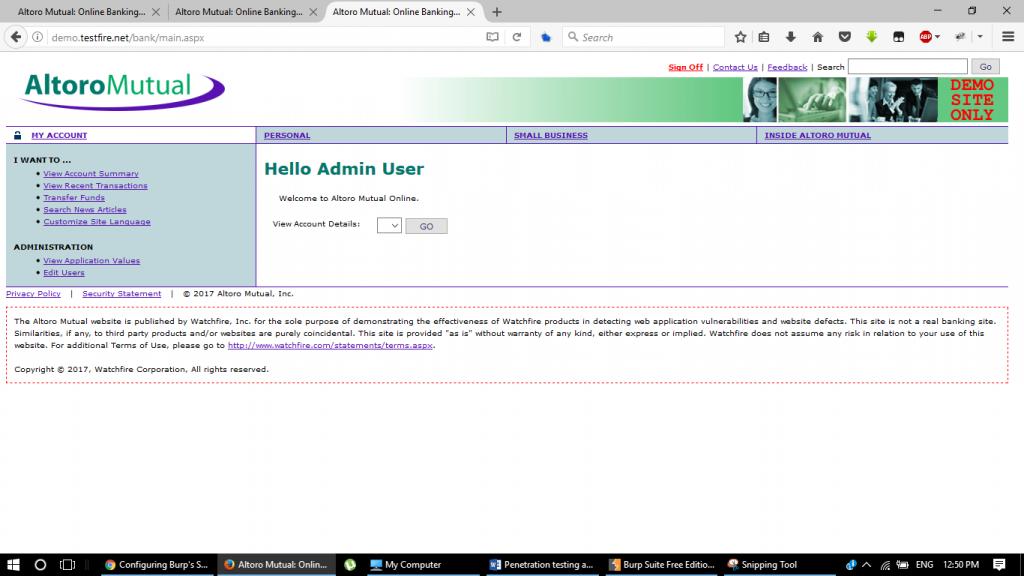 Altoro Mutual: Online Banking... Altoro Mutual: Online Banking... Altoro Mutual: Online Banking...
demo.testfire.net/bank/main.aspx Search ABP
Sign Off | Contact Us | Feedback | Search Go
AltoroMutual
DEMO
SITE
ONLY
MY ACCOUNT PERSONAL SMALL BUSINESS INSIDE ALTORO MUTUAL
I WANT TO ...
• View Account Summary
• View Recent Transactions
• Transfer Funds
• Search News Articles
• Customize Site Language
ADMINISTRATION
• View Application Values
• Edit Users
Hello Admin User
Welcome to Altoro Mutual Online.
View Account Details: GO
Privacy Policy | Security Statement | © 2017 Altoro Mutual, Inc.
The Altoro Mutual website is published by Watchfire, Inc. for the sole purpose of demonstrating the effectiveness of Watchfire products in detecting web application vulnerabilities and website defects. This site is not a real banking site.
Similarities, if any, to third party products and/or websites are purely coincidental. This site is provided "as is" without warranty of any kind, either express or implied. Watchfire does not assume any risk in relation to your use of this
website. For additional Terms of Use, please go to http://www.watchfire.com/statements/terms.aspx.
Copyright © 2017, Watchfire Corporation, All rights reserved.
Configuring Burp's S... Altoro Mutual: Onlin... My Computer Penetration testing a... Burp Suite Free Editio... Snipping Tool ENG 12:50 PM